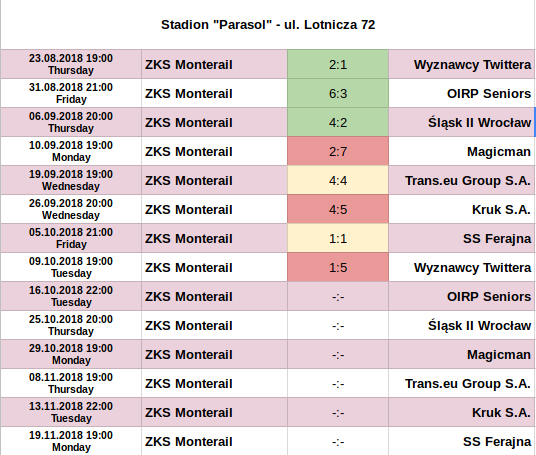 Stadion "Parasol" - ul. Lotnicza 72
23.08.2018 19:00
Thursday
ZKS Monterail
2:1
Wyznawcy Twittera
31.08.2018 21:00
Friday
ZKS Monterail
6:3
OIRP Seniors
06.09.2018 20:00
Thursday
ZKS Monterail
4:2
Śląsk II Wrocław
10.09.2018 19:00
Monday
ZKS Monterail
2:7
Magicman
19.09.2018 19:00
Wednesday
ZKS Monterail
4:4
Trans.eu Group S.A.
26.09.2018 20:00
Wednesday
ZKS Monterail
4:5
Kruk S.A.
05.10.2018 21:00
Friday
ZKS Monterail
1:1
SS Ferajna
09.10.2018 19:00
Tuesday
ZKS Monterail
1:5
Wyznawcy Twittera
16.10.2018 22:00
Tuesday
ZKS Monterail
-:-
OIRP Seniors
25.10.2018 20:00
Thursday
ZKS Monterail
-:-
Śląsk II Wrocław
29.10.2018 19:00
Monday
ZKS Monterail
-:-
Magicman
08.11.2018 19:00
Thursday
ZKS Monterail
-:-
Trans.eu Group S.A.
13.11.2018 22:00
Tuesday
ZKS Monterail
-:-
Kruk S.A.
19.11.2018 19:00
Monday
ZKS Monterail
-:-
SS Ferajna